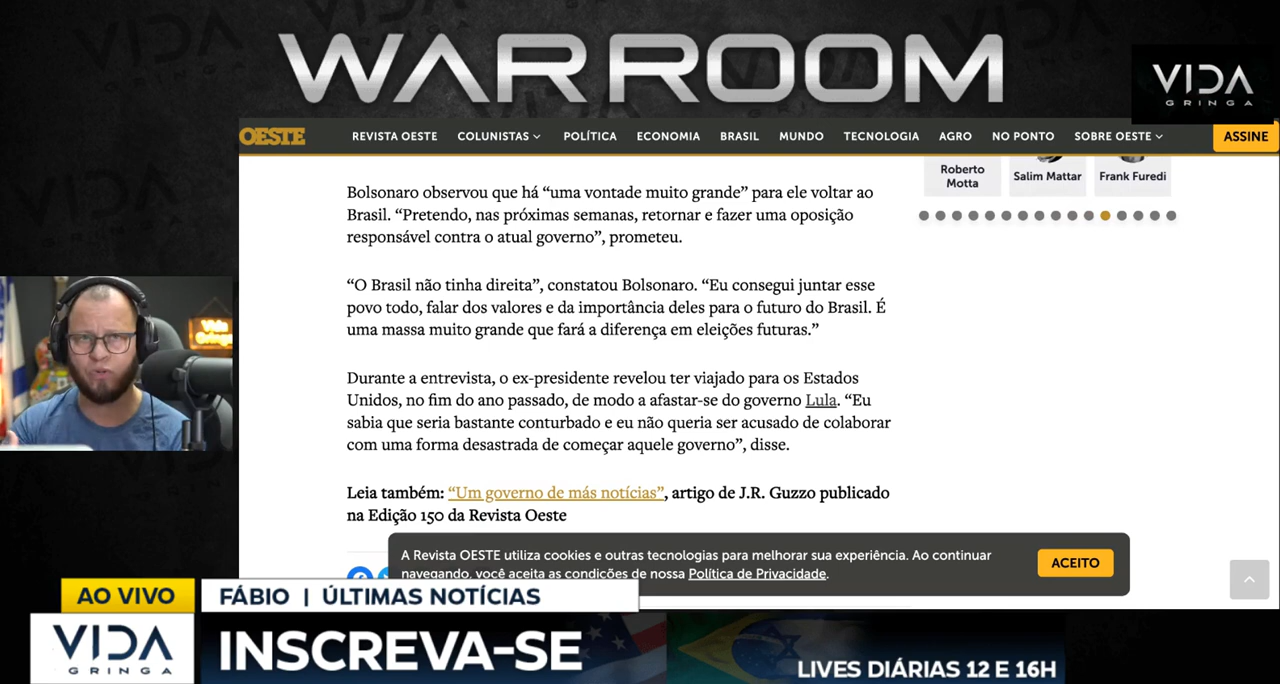 WARROOM
VIDA
GRINGA
OESTE
REVISTA OESTE COLUNISTAS POLÍTICA ECONOMIA BRASIL MUNDO TECNOLOGIA AGRO NO PONTO SOBRE OESTE ASSINE
Roberto
Motta
Salim Mattar
Frank Furedi
Bolsonaro observou que há “uma vontade muito grande” para ele voltar ao
Brasil. “Pretendo, nas próximas semanas, retornar e fazer uma oposição
responsável contra o atual governo”, prometeu.
“O Brasil não tinha direita”, constatou Bolsonaro. “Eu consegui juntar esse
povo todo, falar dos valores e da importância deles para o futuro do Brasil. É
uma massa muito grande que fará a diferença em eleições futuras.”
Durante a entrevista, o ex-presidente revelou ter viajado para os Estados
Unidos, no fim do ano passado, de modo a afastar-se do governo Lula. “Eu
sabia que seria bastante conturbado e eu não queria ser acusado de colaborar
com uma forma desastrada de começar aquele governo”, disse.
Leia também: “Um governo de más notícias”, artigo de J.R. Guzzo publicado
na Edição 150 da Revista Oeste
A Revista OESTE utiliza cookies e outras tecnologias para melhorar sua experiência. Ao continuar
navegando, você aceita as condições de nossa Política de Privacidade.
ACEITO
AO VIVO
FÁBIO | ÚLTIMAS NOTÍCIAS
VIDA
GRINGA
INSCREVA-SE
LIVES DIÁRIAS 12 E 16H